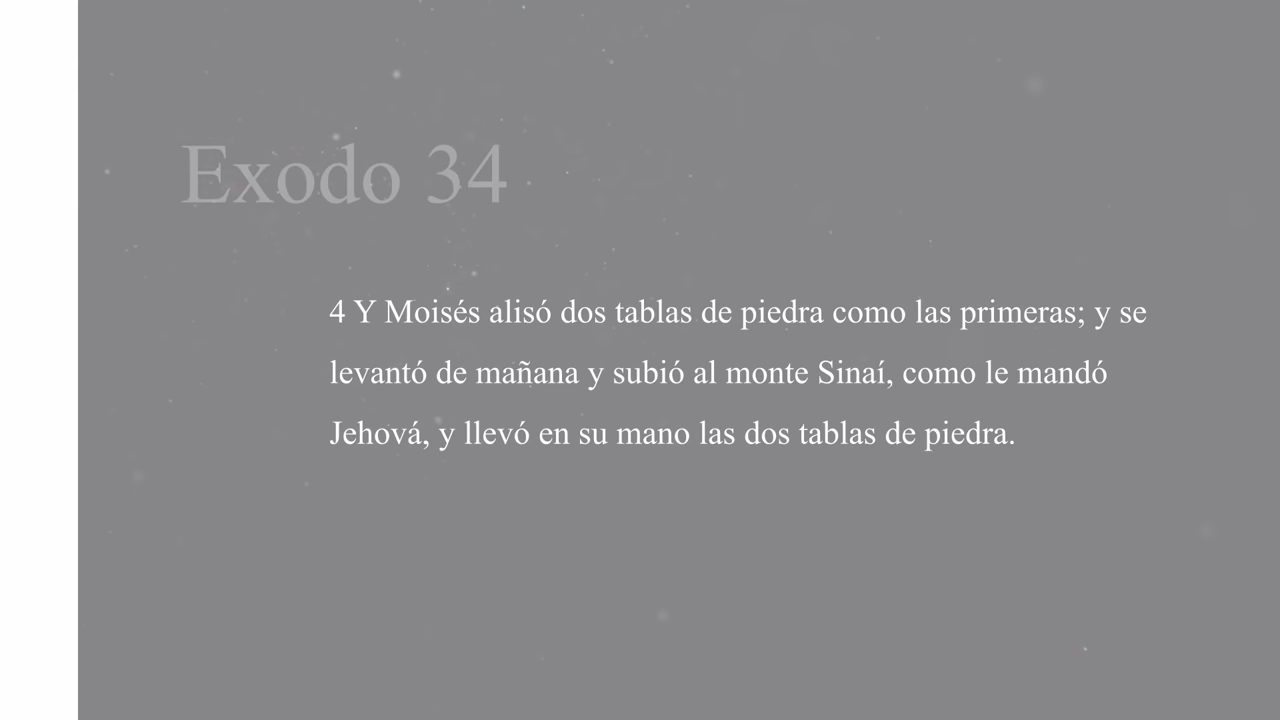 Exodo 34
4 Y Moisés alisó dos tablas de piedra como las primeras; y se
levantó de mañana y subió al monte Sinaí, como le mandó
Jehová, y llevó en su mano las dos tablas de piedra.